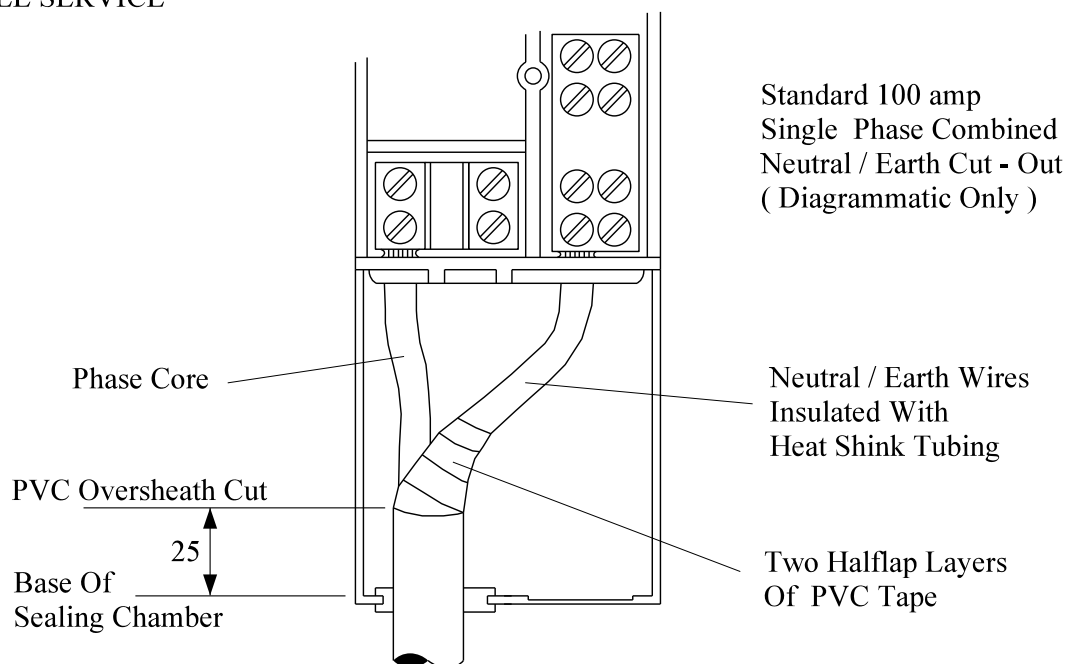 SERVICE
Standard 100 amp
Single Phase Combined
Neutral / Earth Cut - Out
( Diagrammatic Only )
Phase Core
Neutral / Earth Wires
Insulated With
Heat Shink Tubing
PVC Oversheath Cut
25
Two Halflap Layers
Of PVC Tape
Base Of
Sealing Chamber